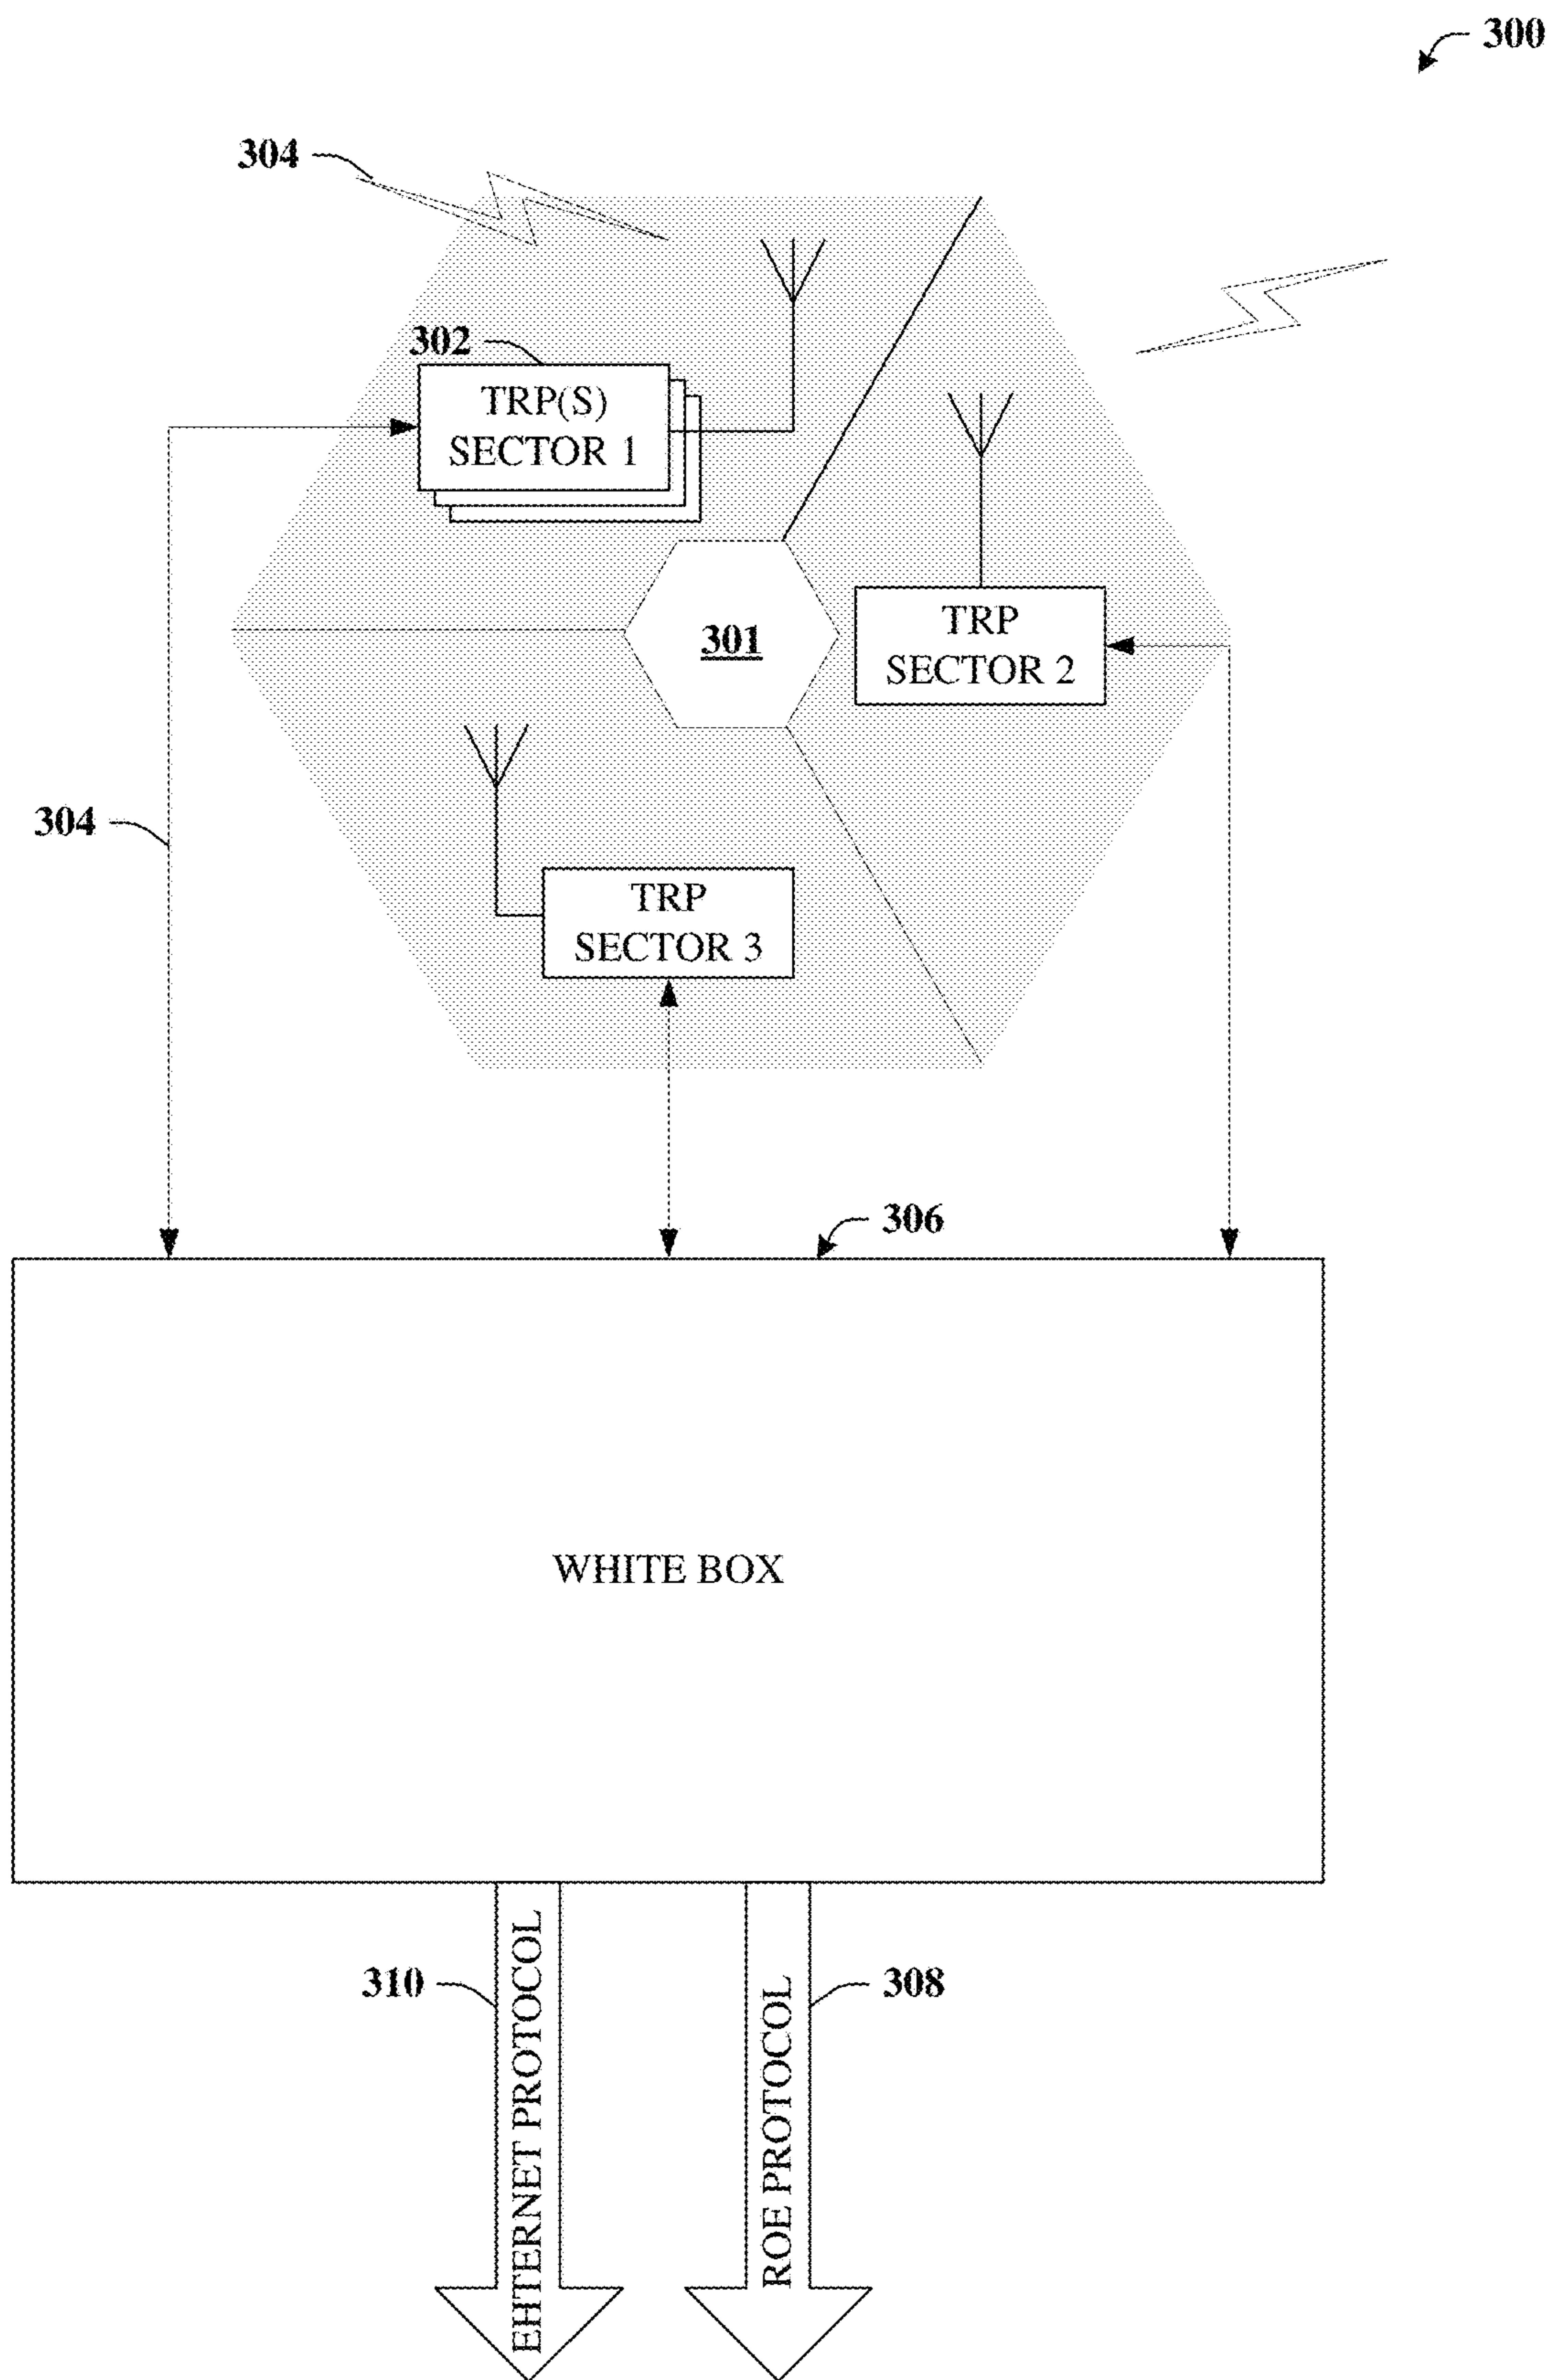 300
304
302
TRP(S)
SECTOR 1
TRP
SECTOR 2
301
304
TRP
SECTOR 3
306
WHITE BOX
310
EHTERNET PROTOCOL
ROE PROTOCOL
308